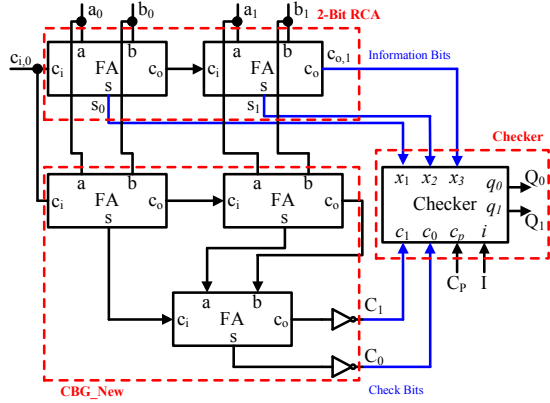 a0 b0 a1 b1 2-Bit RCA
ci,0 a b a b co,1 Information Bits
ci FA co ci FA co
s s
s0 s1
Checker
x1 x2 x3 q0 Q0
Checker q1 Q1
c1 c0 cp i
CP I
a b a b
ci FA co ci FA co
s s
a b
ci FA co C1
s C0
CBG_New Check Bits